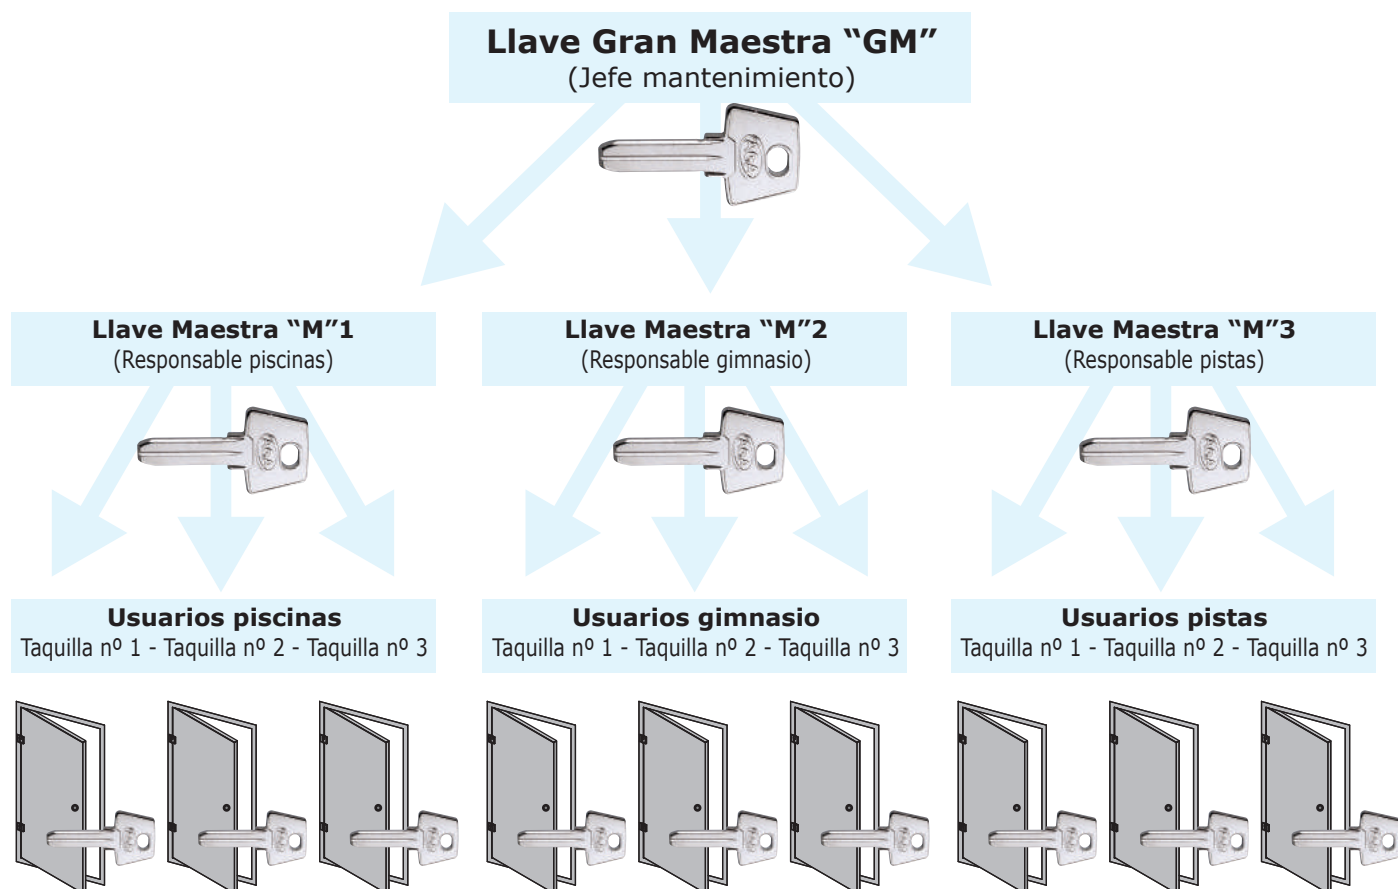 Llave Gran Maestra “GM”
(Jefe mantenimiento)
Llave Maestra “M”1
(Responsable piscinas)
Llave Maestra “M”2
(Responsable gimnasio)
Llave Maestra “M”3
(Responsable pistas)
Usuarios piscinas
Taquilla nº 1 - Taquilla nº 2 - Taquilla nº 3
Usuarios gimnasio
Taquilla nº 1 - Taquilla nº 2 - Taquilla nº 3
Usuarios pistas
Taquilla nº 1 - Taquilla nº 2 - Taquilla nº 3